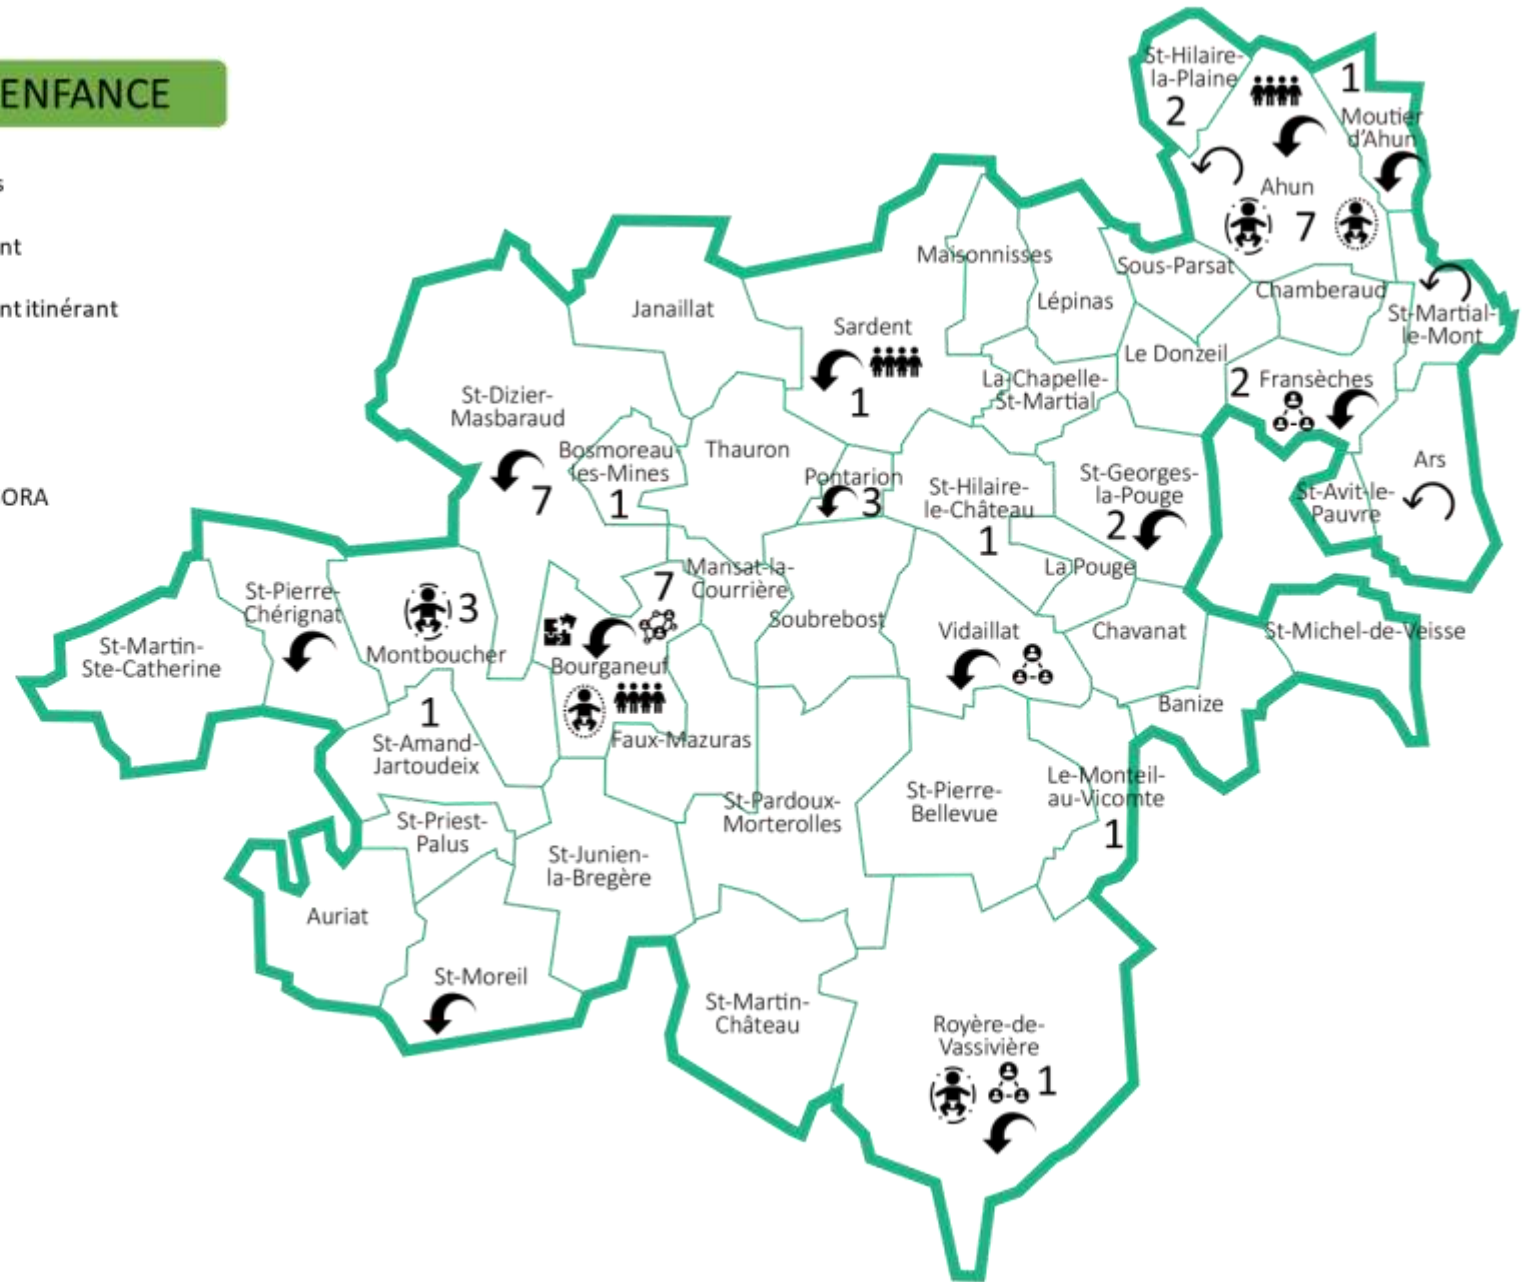 ENFANCE
s
nt
nt itinérant
ORA
St-Hilaire-
la-Plaine
2
1
Moutier
d'Ahun
Ahun
7
Maisonnisses
Sous-Parsat
Lépinas
Chamberaud
St-Martial-
le-Mont
Janaillat
Sardent
1
Le Donzeil
2 Fransèches
La-Chapelle-
St-Martial
St-Dizier-
Masbaraud
7
Bosmoreau-
les-Mines
1
Thauron
Pontarion
3
St-Hilaire-
le-Château
1
St-Georges-
la-Pouge
2
Ars
St-Avit-le-
Pauvre
La Pouge
Mansat-la-
Courrière
7
St-Pierre-
Chérignat
3
Montboucher
St-Martin-
Ste-Catherine
Bourganeuf
Soubrebost
Vidaillat
Chavanat
St-Michel-de-Veisse
Banize
1
St-Amand-
Jartoudeix
Faux-Mazuras
St-Pardoux-
Morterolles
St-Pierre-
Bellevue
Le-Monteil-
au-Vicomte
1
St-Priest-
Palus
St-Junien-
la-Bregère
Auriat
St-Moreil
St-Martin-
Château
Royère-de-
Vassivière
1